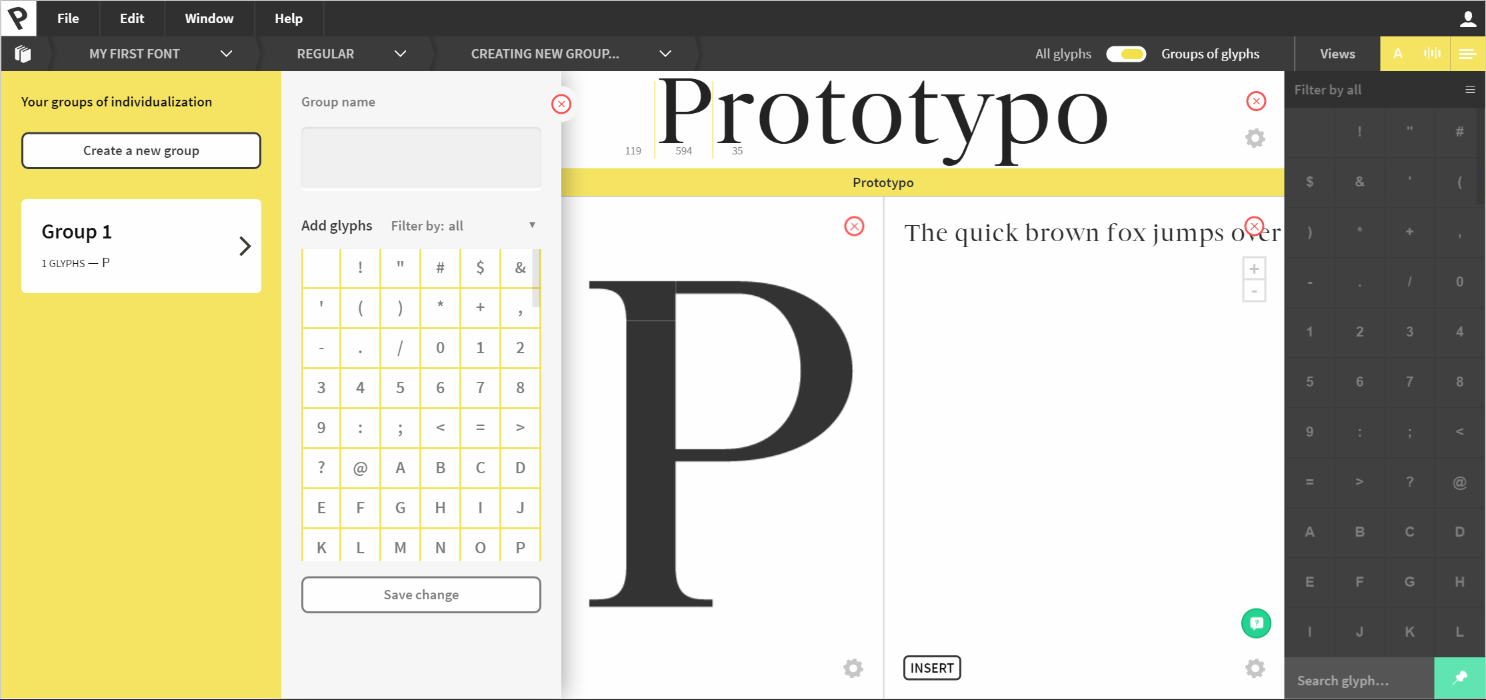 P
File Edit Window Help
MY FIRST FONT REGULAR CREATING NEW GROUP... All glyphs Groups of glyphs Views A
Your groups of individualization
Create a new group
Group 1
1 GLYPHS — P
Group name
Add glyphs Filter by: all
! " # $ &
' ( ) * + ,
- . / 0 1 2
3 4 5 6 7 8
9 : ; < = >
? @ A B C D
E F G H I J
K L M N O P
Save change
Prototypo
119 594 35
Prototypo
P
The quick brown fox jumps over
+
-
INSERT
Filter by all
! " #
$ & ' (
) * + ,
- . / 0
1 2 3 4
5 6 7 8
9 : ; <
= > ? @
A B C D
E F G H
I J K L
Search glyph...